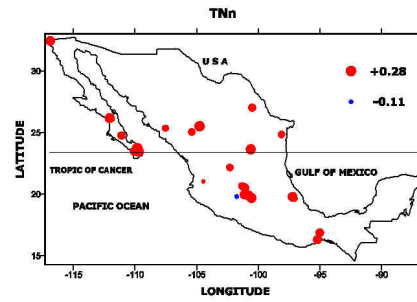 TNn
U S A
+0.28
-0.11
30
25
20
15
LATITUDE
TROPIC OF CANCER
GULF OF MEXICO
PACIFIC OCEAN
-115 -110 -105 -100 -95 -90
LONGITUDE